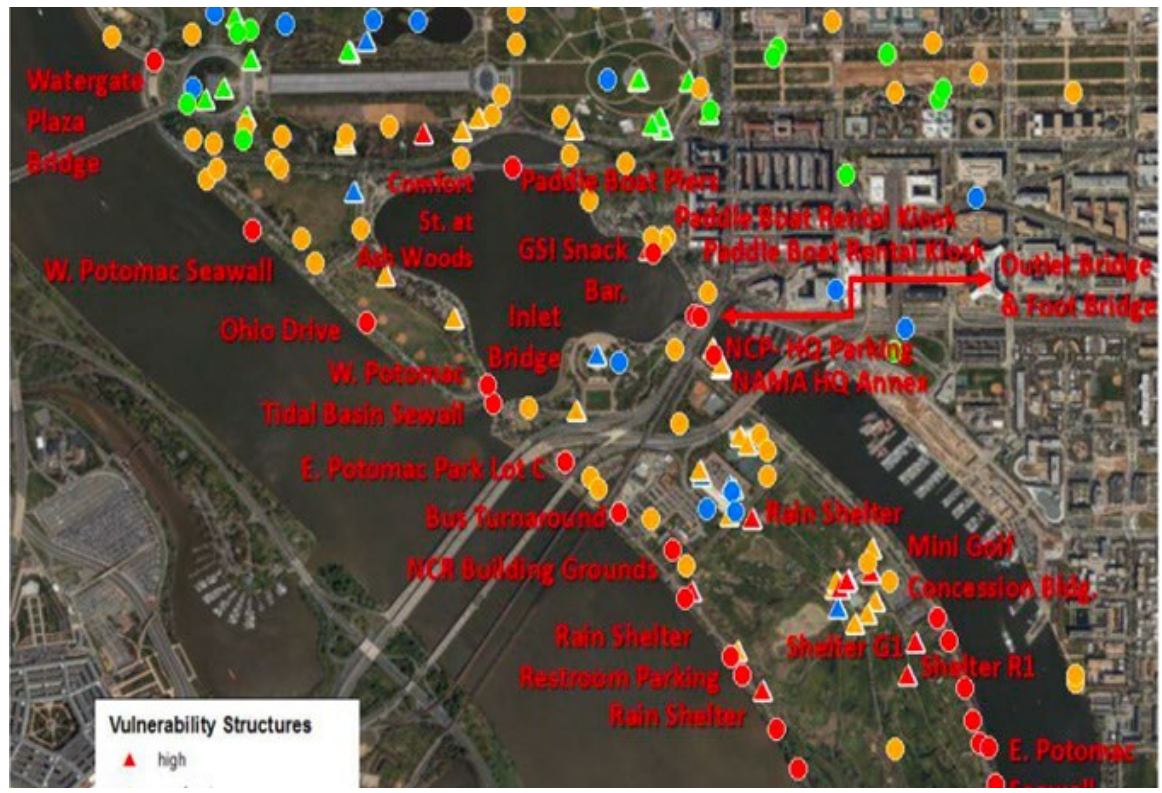 Watergate
Plaza
Bridge
Comfort
St. at
Ash Woods
Paddle Boat Piers
Paddle Boat Rental Kiosk
GSI Snack
Bar.
Paddle Boat Rental Kiosk
Outlet Bridge
& Foot Bridge
W. Potomac Seawall
Ohio Drive
Inlet
Bridge
NCP- HQ Parking
NAMA HQ Annex
W. Potomac
Tidal Basin Sewall
E. Potomac Park Lot C
Bus Turnaround
Rain Shelter
NCR Building Grounds
Mini Golf
Concession Bldg.
Rain Shelter
Shelter G1
Shelter R1
Restroom Parking
Rain Shelter
E. Potomac
Seawall
Vulnerability Structures
high